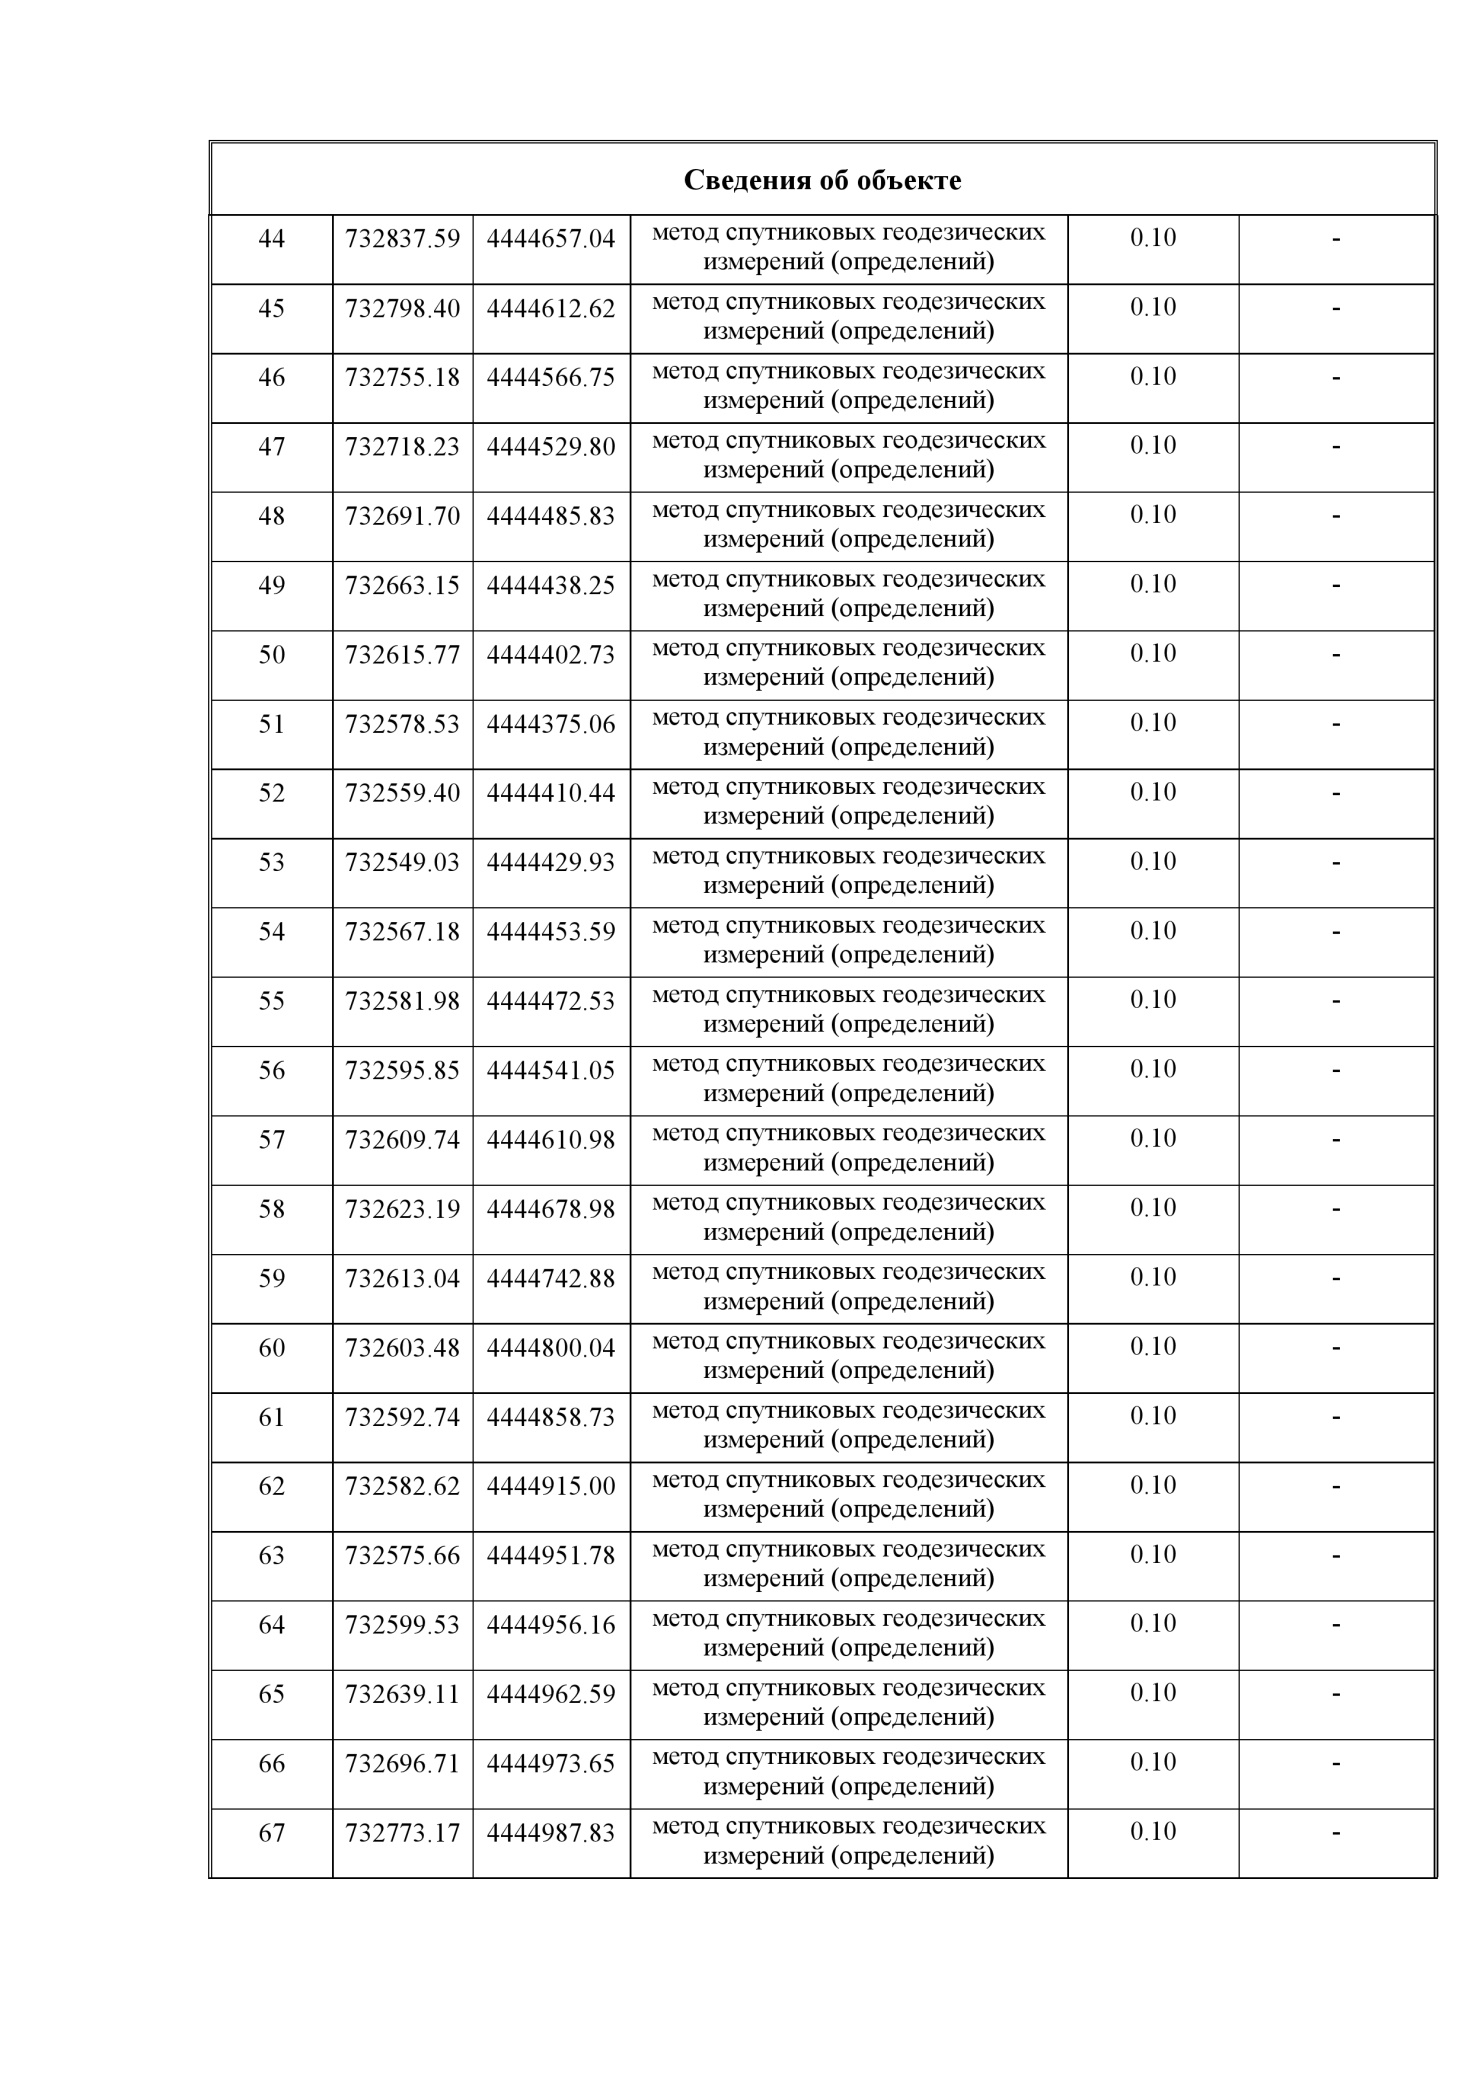 Сведения об объекте
44 732837.59 4444657.04 метод спутниковых геодезических измерений (определений) 0.10 -
45 732798.40 4444612.62 метод спутниковых геодезических измерений (определений) 0.10 -
46 732755.18 4444566.75 метод спутниковых геодезических измерений (определений) 0.10 -
47 732718.23 4444529.80 метод спутниковых геодезических измерений (определений) 0.10 -
48 732691.70 4444485.83 метод спутниковых геодезических измерений (определений) 0.10 -
49 732663.15 4444438.25 метод спутниковых геодезических измерений (определений) 0.10 -
50 732615.77 4444402.73 метод спутниковых геодезических измерений (определений) 0.10 -
51 732578.53 4444375.06 метод спутниковых геодезических измерений (определений) 0.10 -
52 732559.40 4444410.44 метод спутниковых геодезических измерений (определений) 0.10 -
53 732549.03 4444429.93 метод спутниковых геодезических измерений (определений) 0.10 -
54 732567.18 4444453.59 метод спутниковых геодезических измерений (определений) 0.10 -
55 732581.98 4444472.53 метод спутниковых геодезических измерений (определений) 0.10 -
56 732595.85 4444541.05 метод спутниковых геодезических измерений (определений) 0.10 -
57 732609.74 4444610.98 метод спутниковых геодезических измерений (определений) 0.10 -
58 732623.19 4444678.98 метод спутниковых геодезических измерений (определений) 0.10 -
59 732613.04 4444742.88 метод спутниковых геодезических измерений (определений) 0.10 -
60 732603.48 4444800.04 метод спутниковых геодезических измерений (определений) 0.10 -
61 732592.74 4444858.73 метод спутниковых геодезических измерений (определений) 0.10 -
62 732582.62 4444915.00 метод спутниковых геодезических измерений (определений) 0.10 -
63 732575.66 4444951.78 метод спутниковых геодезических измерений (определений) 0.10 -
64 732599.53 4444956.16 метод спутниковых геодезических измерений (определений) 0.10 -
65 732639.11 4444962.59 метод спутниковых геодезических измерений (определений) 0.10 -
66 732696.71 4444973.65 метод спутниковых геодезических измерений (определений) 0.10 -
67 732773.17 4444987.83 метод спутниковых геодезических измерений (определений) 0.10 -